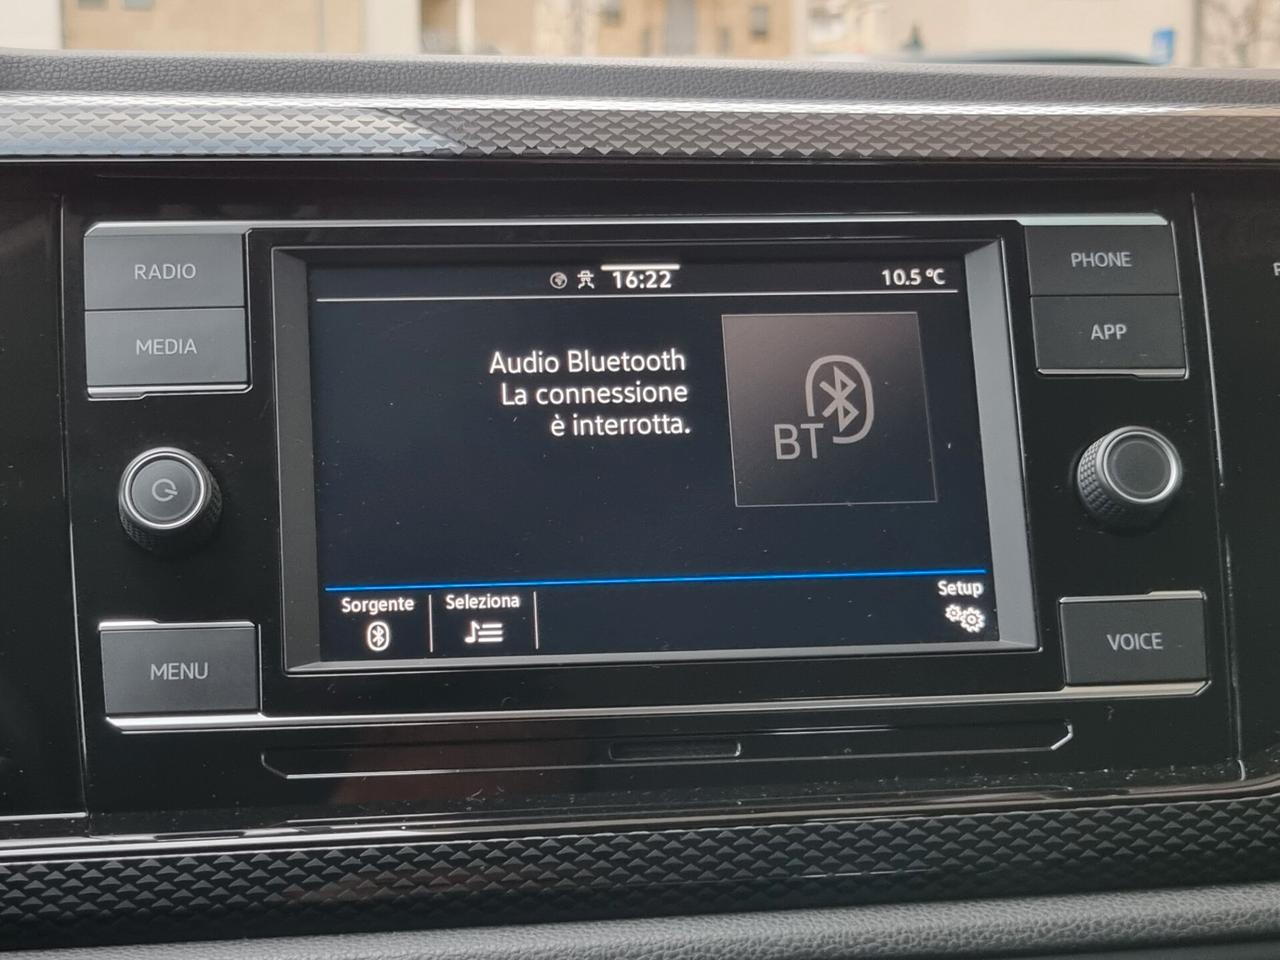 RADIO
MEDIA
MENU
16:22
10.5 °C
Audio Bluetooth
La connessione
è interrotta.
BT
Sorgente
Seleziona
Setup
PHONE
APP
VOICE